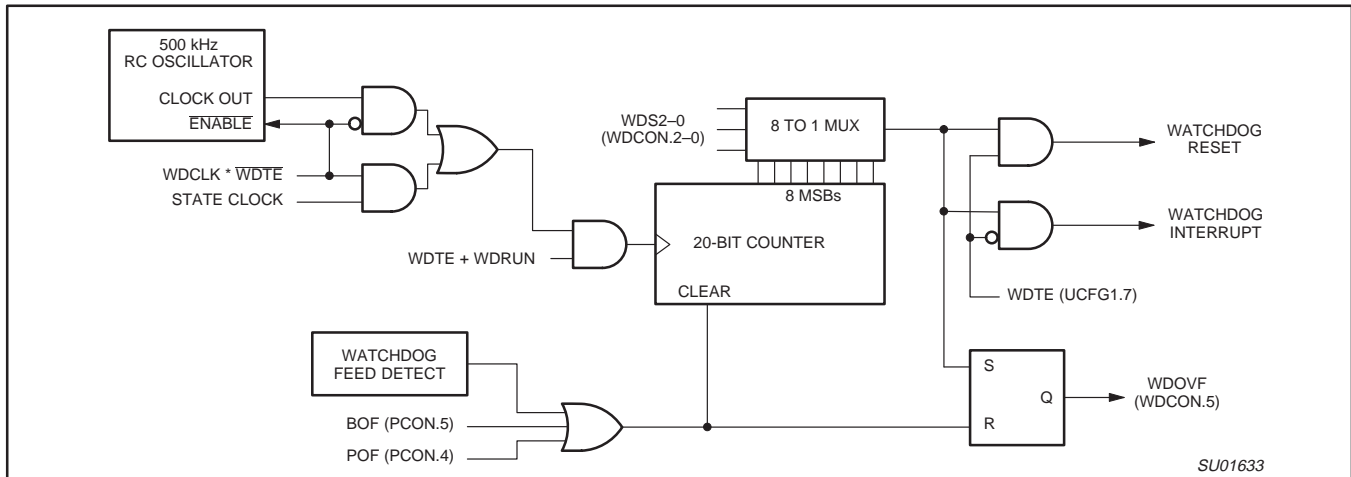 500 kHz
RC OSCILLATOR
CLOCK OUT
ENABLE
WDCLK * WDTE
STATE CLOCK
WDS2–0
(WDCON.2–0)
8 TO 1 MUX
8 MSBs
20-BIT COUNTER
CLEAR
WDTE + WDRUN
WATCHDOG
RESET
WATCHDOG
INTERRUPT
WDTE (UCFG1.7)
WATCHDOG
FEED DETECT
BOF (PCON.5)
POF (PCON.4)
S
Q
R
WDOVF
(WDCON.5)
SU01633